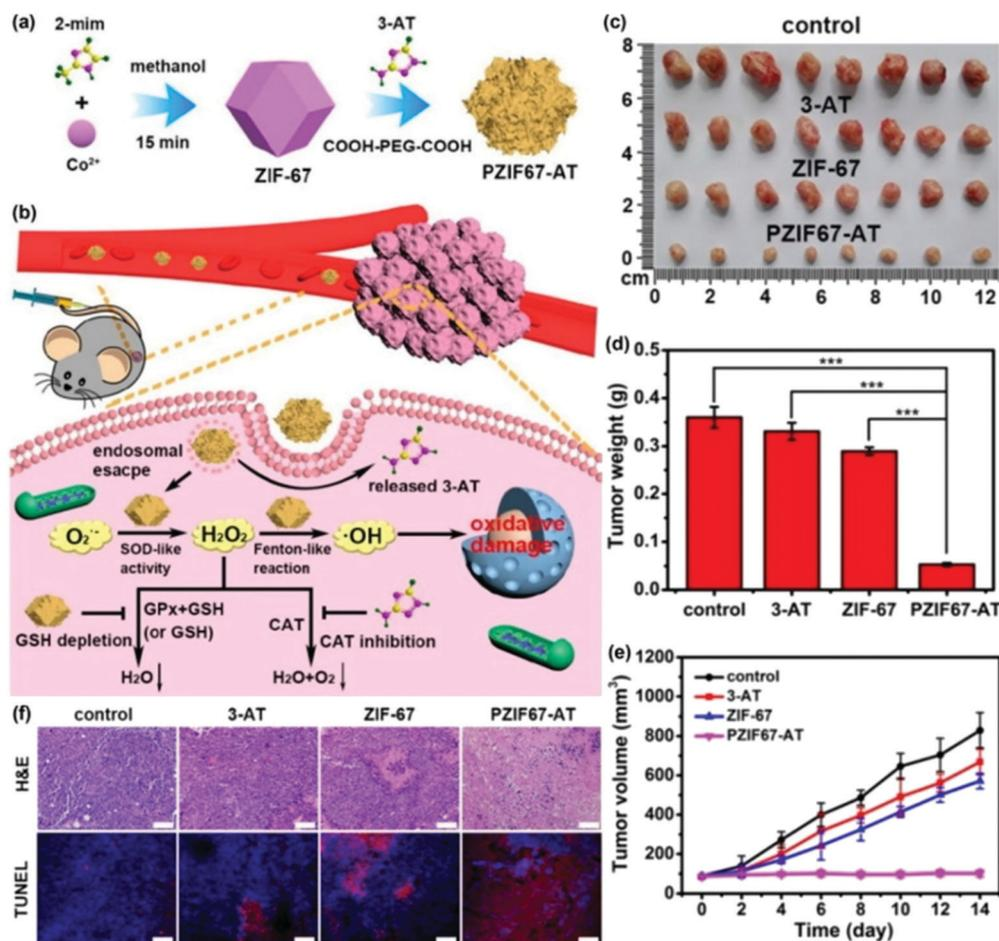 (a)
2-mim
+
Co²⁺
methanol
15 min
ZIF-67
3-AT
COOH-PEG-COOH
PZIF67-AT
(b)
endosomal
esacpe
released 3-AT
O₂˙⁻
SOD-like
activity
H₂O₂
Fenton-like
reaction
·OH
oxidative
damage
GSH depletion
GPx+GSH
(or GSH)
CAT
CAT inhibition
H₂O↓
H₂O+O₂↓
(c)
control
3-AT
ZIF-67
PZIF67-AT
8
6
4
2
0
cm
0 2 4 6 8 10 12
(d)
Tumor weight (g)
0.5
0.4
0.3
0.2
0.1
0.0
***
***
***
control 3-AT ZIF-67 PZIF67-AT
(e)
Tumor volume (mm³)
1200
1000
800
600
400
200
0
control
3-AT
ZIF-67
PZIF67-AT
0 2 4 6 8 10 12 14
Time (day)
(f)
control 3-AT ZIF-67 PZIF67-AT
H&E
TUNEL